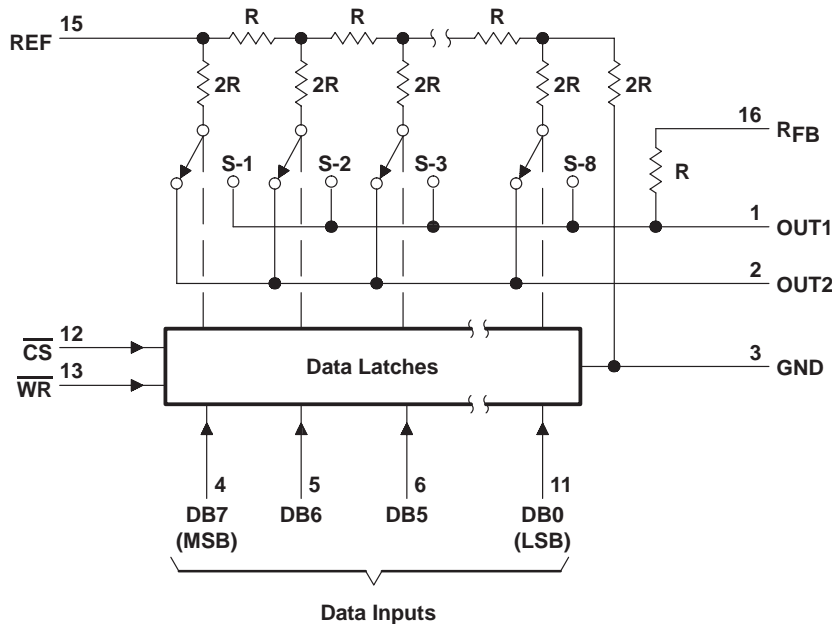 R R R
15
REF
2R 2R 2R 2R 2R
16
RFB
S-1 S-2 S-3 S-8
R
1
OUT1
2
OUT2
12
CS
13
WR
Data Latches
3
GND
4 5 6 11
DB7 DB6 DB5 DB0
(MSB) (LSB)
Data Inputs